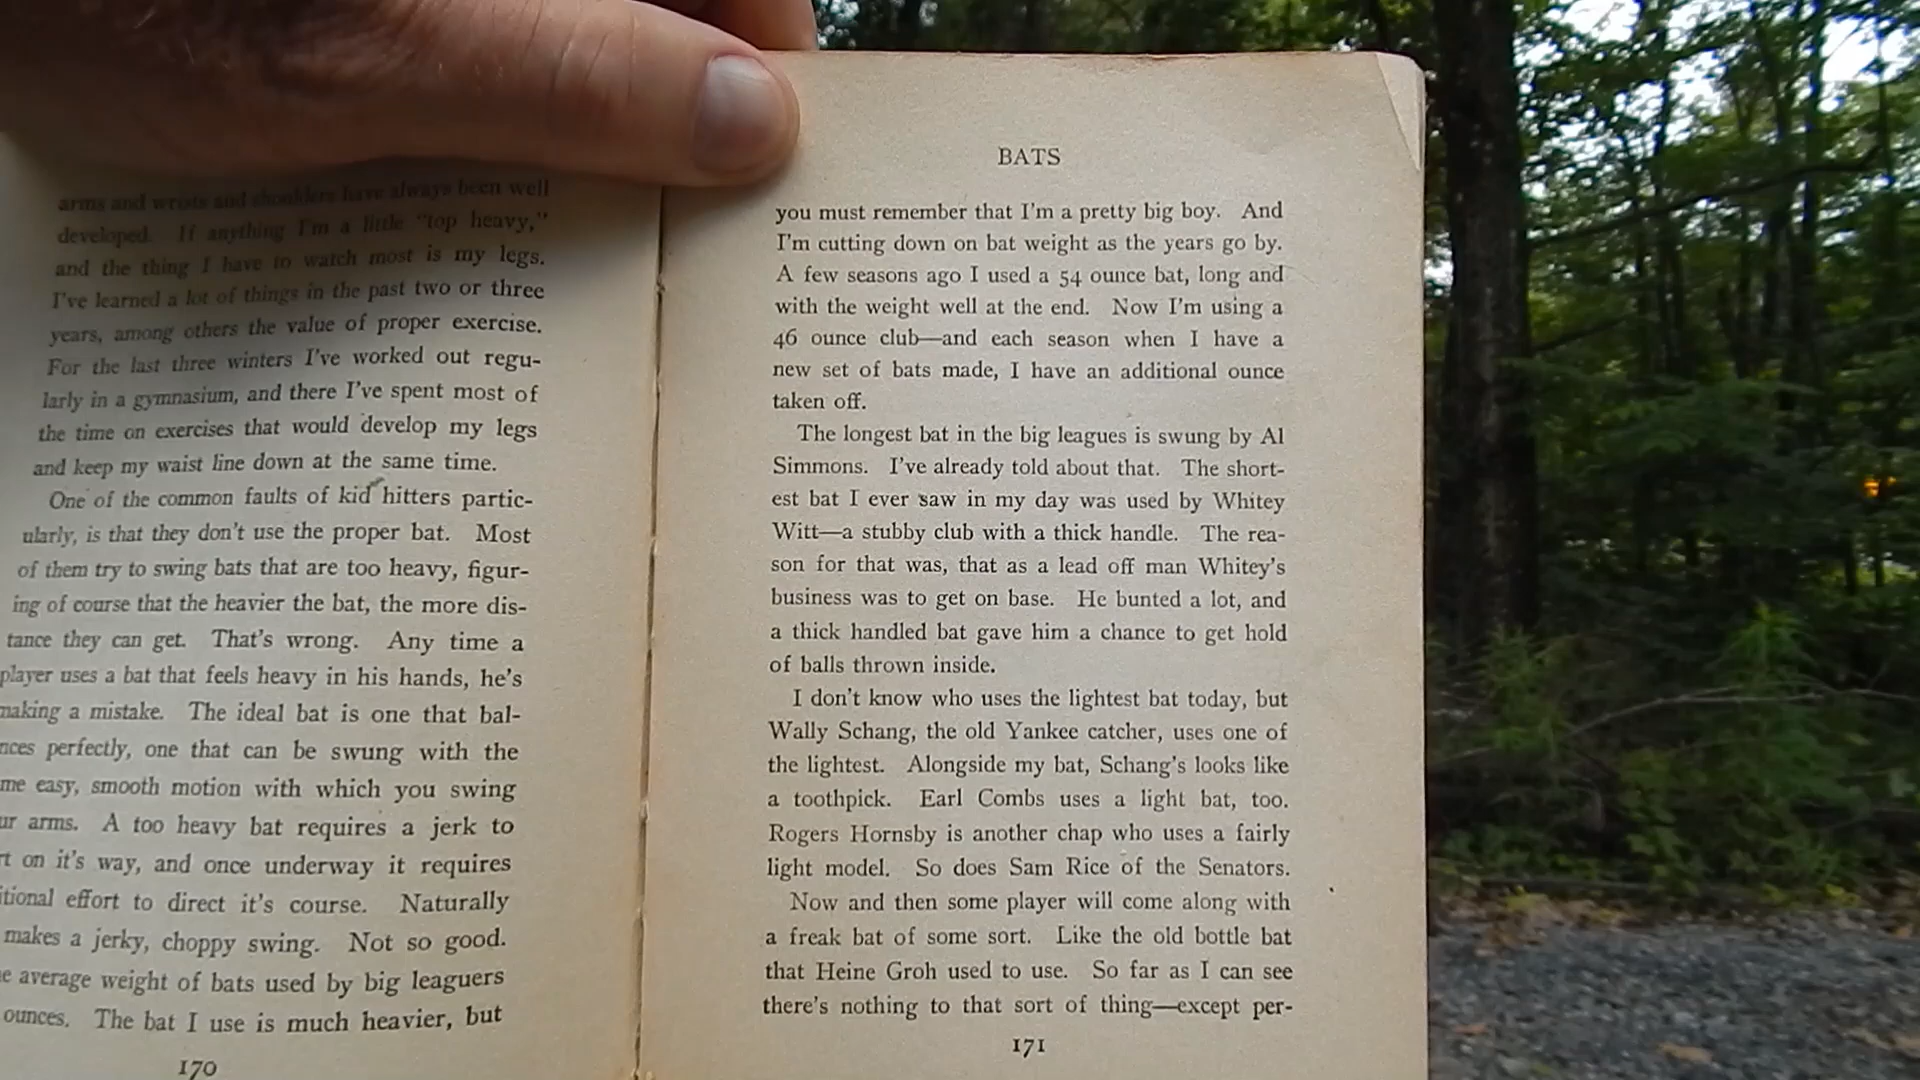 arms and wrists and shoulders have always been well
developed. If anything I'm a little "top heavy,"
and the thing I have to watch most is my legs.
I've learned a lot of things in the past two or three
years, among others the value of proper exercise.
For the last three winters I've worked out regu-
larly in a gymnasium, and there I've spent most of
the time on exercises that would develop my legs
and keep my waist line down at the same time.
One of the common faults of kid hitters partic-
ularly, is that they don't use the proper bat. Most
of them try to swing bats that are too heavy, figur-
ing of course that the heavier the bat, the more dis-
tance they can get. That's wrong. Any time a
player uses a bat that feels heavy in his hands, he's
making a mistake. The ideal bat is one that bal-
nces perfectly, one that can be swung with the
me easy, smooth motion with which you swing
ur arms. A too heavy bat requires a jerk to
rt on it's way, and once underway it requires
itional effort to direct it's course. Naturally
makes a jerky, choppy swing. Not so good.
e average weight of bats used by big leaguers
ounces. The bat I use is much heavier, but
170
BATS
you must remember that I'm a pretty big boy. And
I'm cutting down on bat weight as the years go by.
A few seasons ago I used a 54 ounce bat, long and
with the weight well at the end. Now I'm using a
46 ounce club—and each season when I have a
new set of bats made, I have an additional ounce
taken off.
The longest bat in the big leagues is swung by Al
Simmons. I've already told about that. The short-
est bat I ever saw in my day was used by Whitey
Witt—a stubby club with a thick handle. The rea-
son for that was, that as a lead off man Whitey's
business was to get on base. He bunted a lot, and
a thick handled bat gave him a chance to get hold
of balls thrown inside.
I don't know who uses the lightest bat today, but
Wally Schang, the old Yankee catcher, uses one of
the lightest. Alongside my bat, Schang's looks like
a toothpick. Earl Combs uses a light bat, too.
Rogers Hornsby is another chap who uses a fairly
light model. So does Sam Rice of the Senators.
Now and then some player will come along with
a freak bat of some sort. Like the old bottle bat
that Heine Groh used to use. So far as I can see
there's nothing to that sort of thing—except per-
171